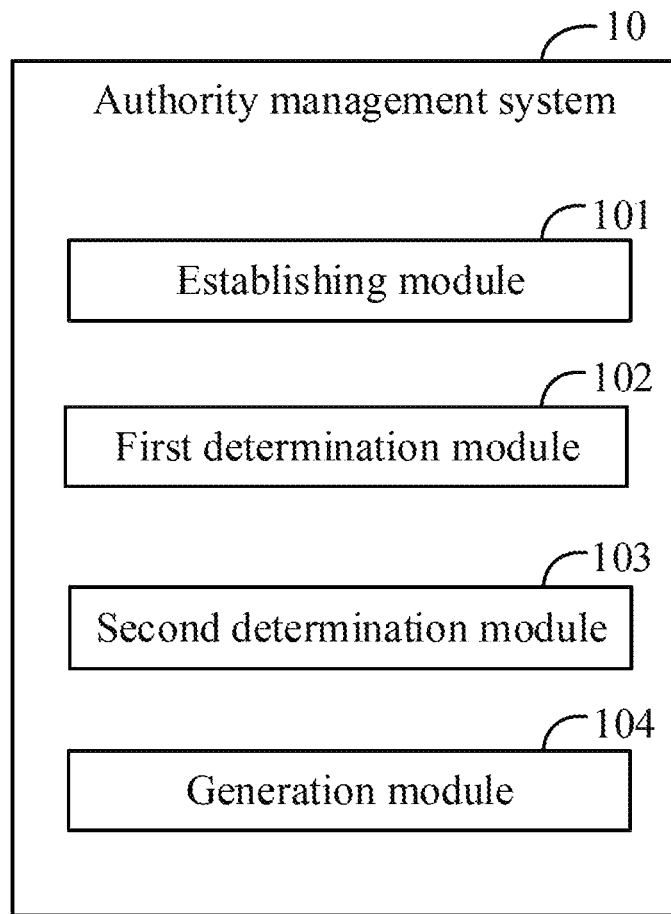 10
Authority management system
101
Establishing module
102
First determination module
103
Second determination module
104
Generation module